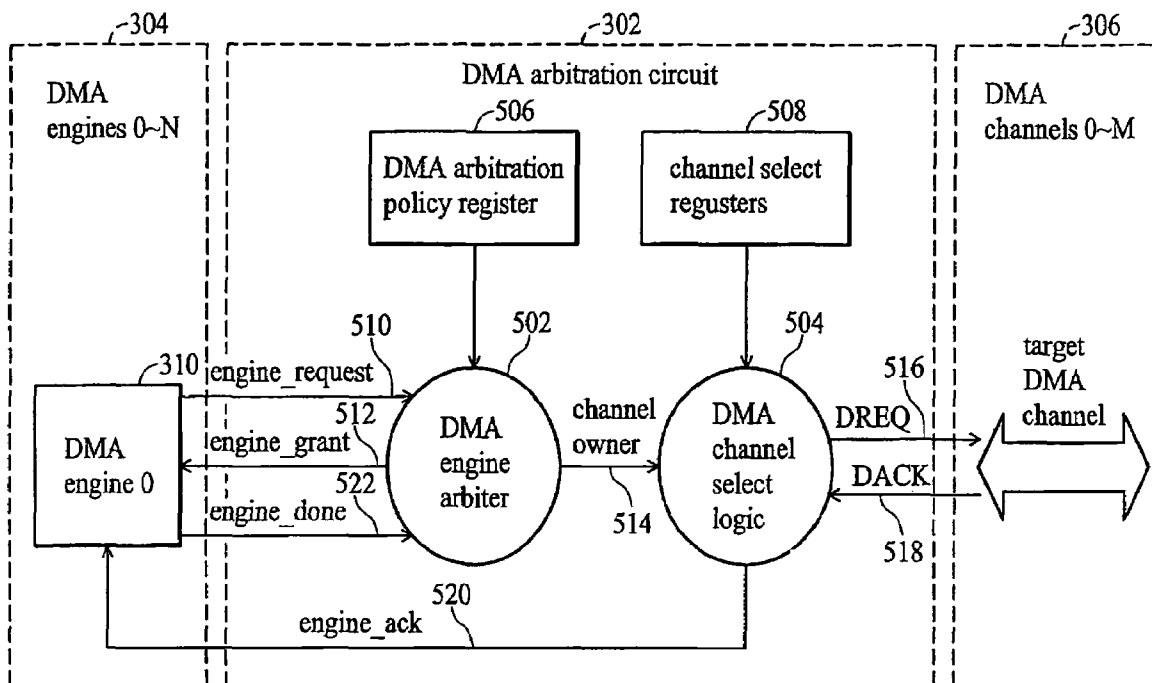 304
302
306
DMA
engines 0~N
DMA arbitration circuit
DMA
channels 0~M
506
508
DMA arbitration
policy register
channel select
regusters
310
510
502
504
516
engine_request
512
engine_grant
522
engine_done
DMA
engine 0
DMA
engine
arbiter
channel
owner
514
DMA
channel
select
logic
DREQ
DACK
518
target
DMA
channel
520
engine_ack